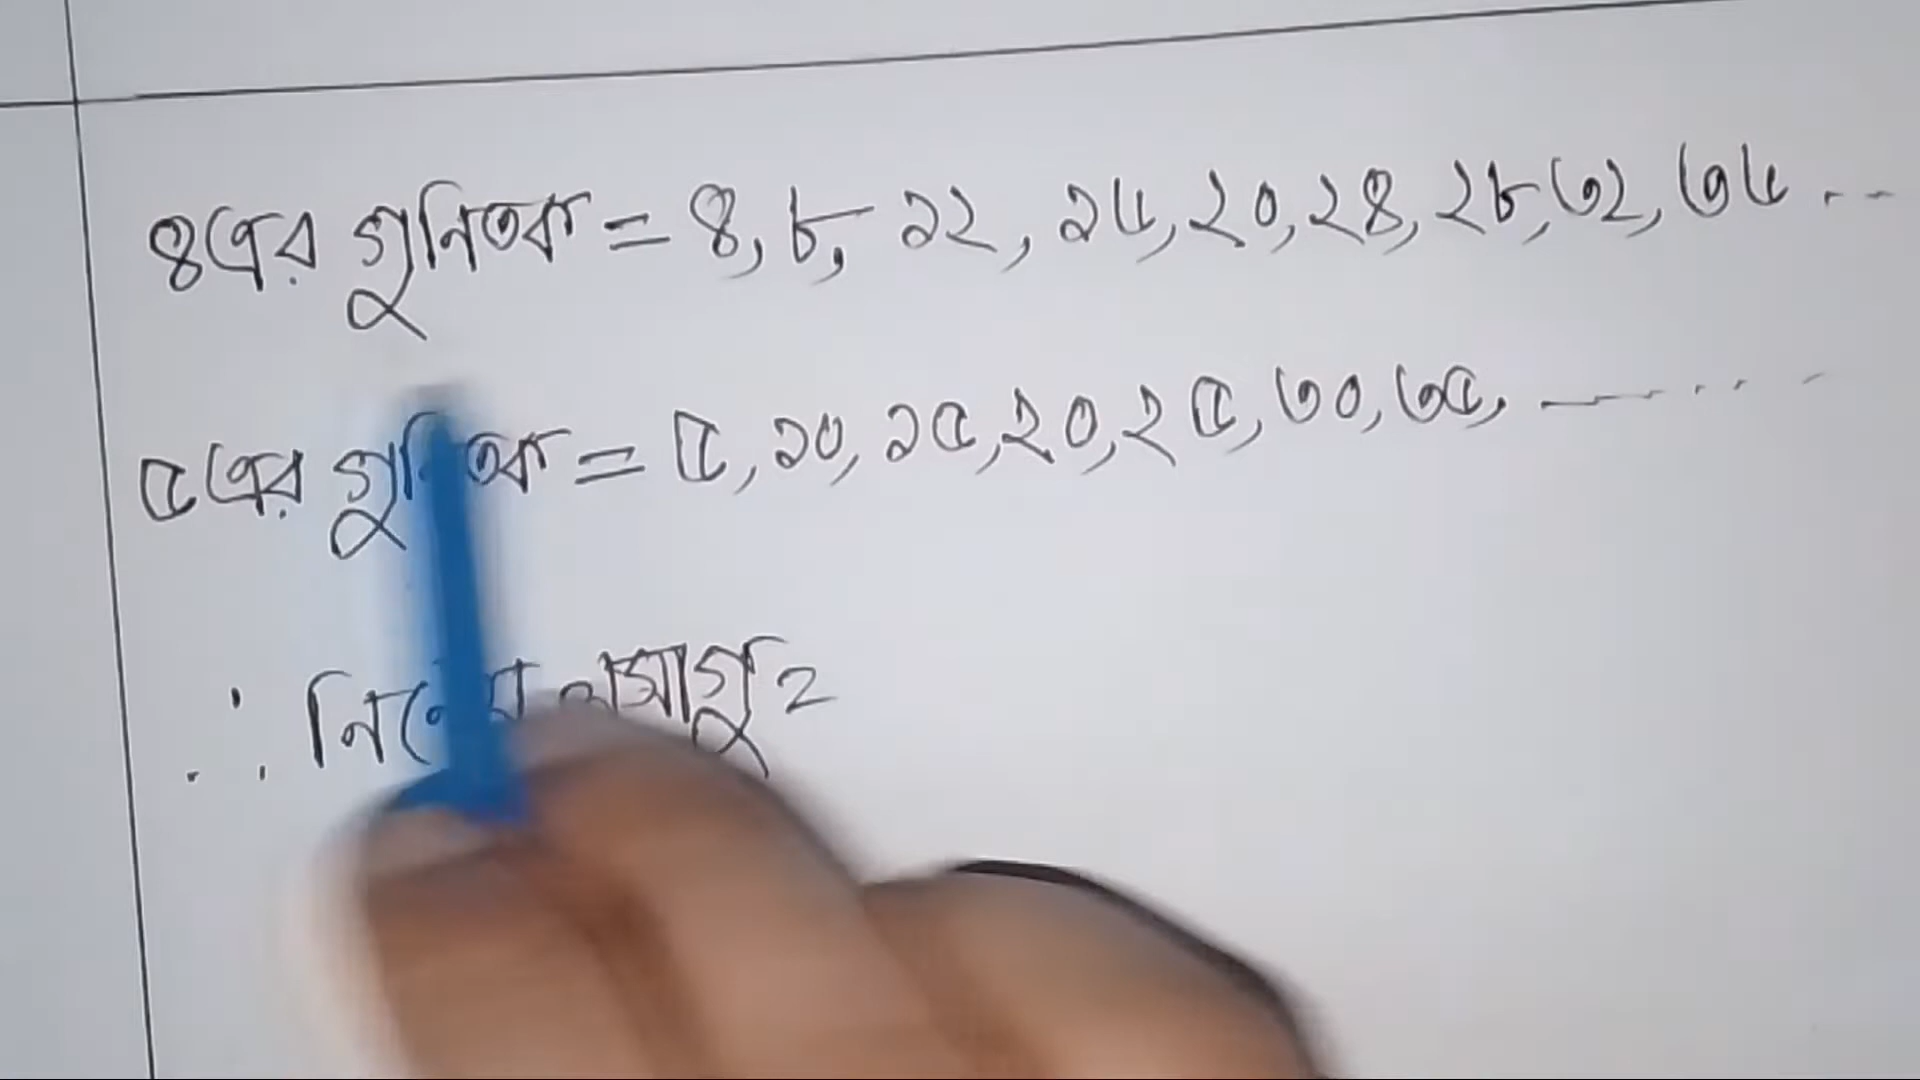 ৪এর গুনিতক = ৪, ৮, ১২, ১৬, ২০, ২৪, ২৮, ৩২, ৩৬ ...
৫এর গুনিতক = ৫, ১০, ১৫, ২০, ২৫, ৩০, ৩৫, ......
∴ লসাগু =